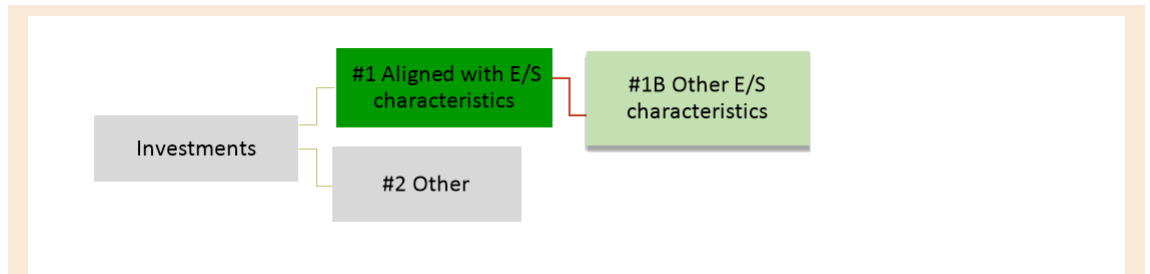 #1 Aligned with E/S
characteristics
#1B Other E/S
characteristics
Investments
#2 Other